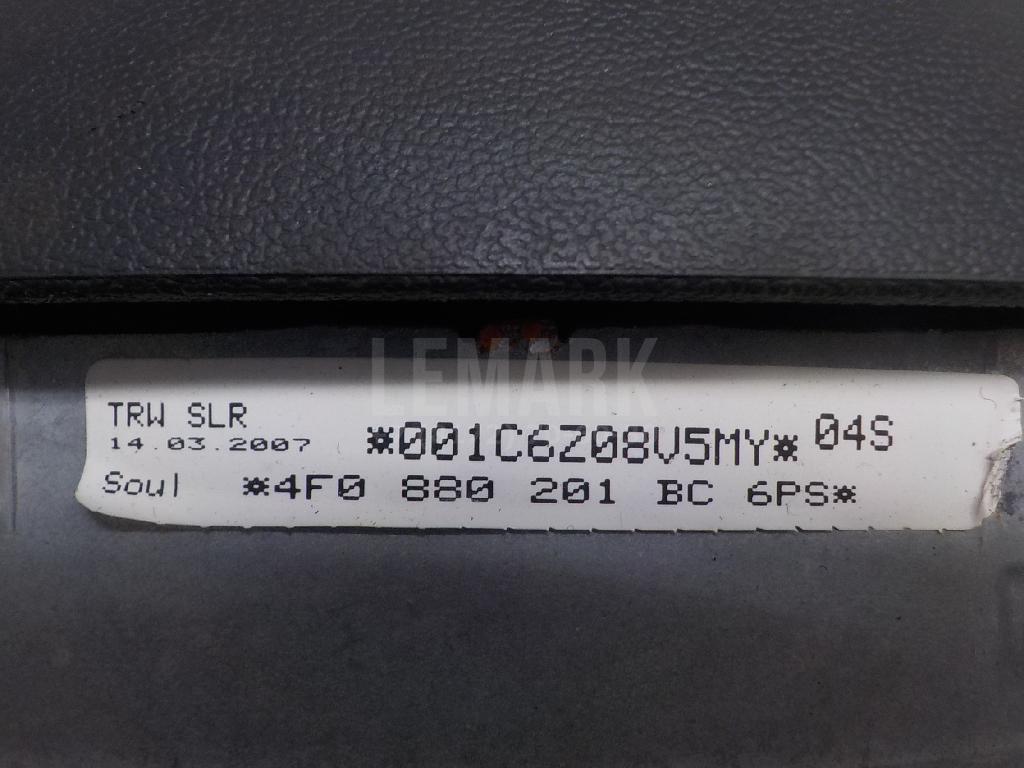 LEMARK
TRW SLR
14.03.2007
*001C6Z08V5MY* 04S
Soul *4F0 880 201 BC 6PS*